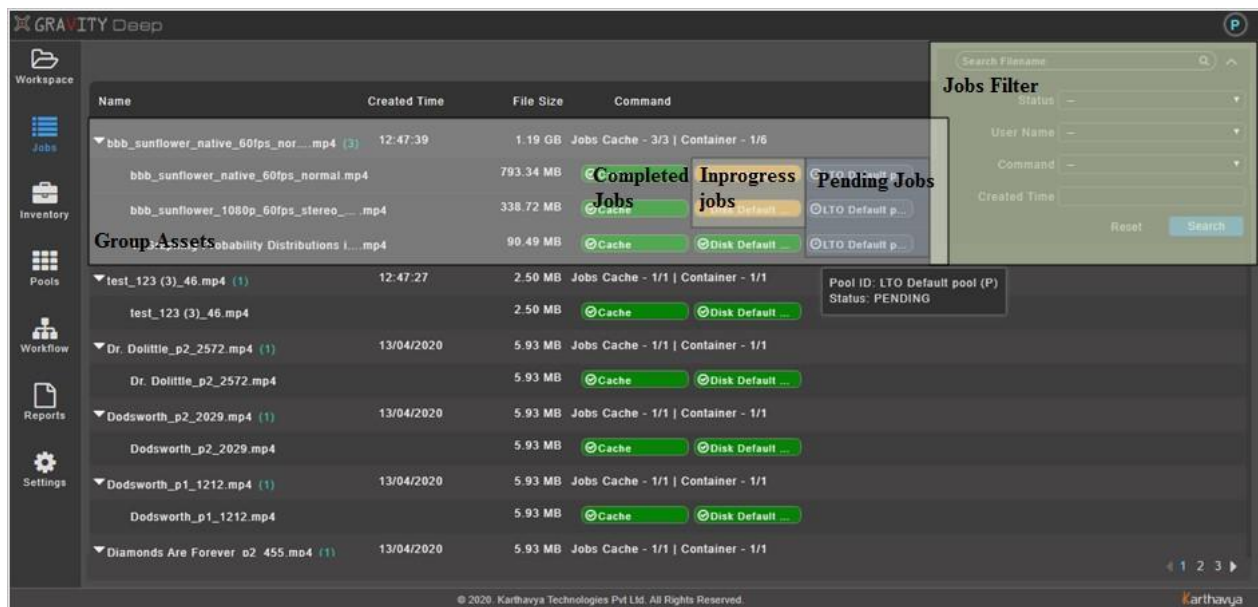 GRAVITY Deep
P
Workspace
Jobs
Inventory
Pools
Workflow
Reports
Settings
Search Filename
Jobs Filter
Status –
User Name –
Command –
Created Time
Reset Search
Name Created Time File Size Command
bbb_sunflower_native_60fps_nor....mp4 (3) 12:47:39 1.19 GB Jobs Cache - 3/3 | Container - 1/6
bbb_sunflower_native_60fps_normal.mp4 793.34 MB LTO Default p...
Completed Jobs
Inprogress jobs
Pending Jobs
bbb_sunflower_1080p_60fps_stereo_... .mp4 338.72 MB Cache Disk Default ... LTO Default p...
Group Assets
Probability Distributions i....mp4 90.49 MB Cache Disk Default ... LTO Default p...
test_123 (3)_46.mp4 (1) 12:47:27 2.50 MB Jobs Cache - 1/1 | Container - 1/1
Pool ID: LTO Default pool (P)
Status: PENDING
test_123 (3)_46.mp4 2.50 MB Cache Disk Default ...
Dr. Dolittle_p2_2572.mp4 (1) 13/04/2020 5.93 MB Jobs Cache - 1/1 | Container - 1/1
Dr. Dolittle_p2_2572.mp4 5.93 MB Cache Disk Default ...
Dodsworth_p2_2029.mp4 (1) 13/04/2020 5.93 MB Jobs Cache - 1/1 | Container - 1/1
Dodsworth_p2_2029.mp4 5.93 MB Cache Disk Default ...
Dodsworth_p1_1212.mp4 (1) 13/04/2020 5.93 MB Jobs Cache - 1/1 | Container - 1/1
Dodsworth_p1_1212.mp4 5.93 MB Cache Disk Default ...
Diamonds Are Forever_p2_455.mp4 (1) 13/04/2020 5.93 MB Jobs Cache - 1/1 | Container - 1/1
1 2 3
© 2020. Karthavya Technologies Pvt Ltd. All Rights Reserved.
Karthavya